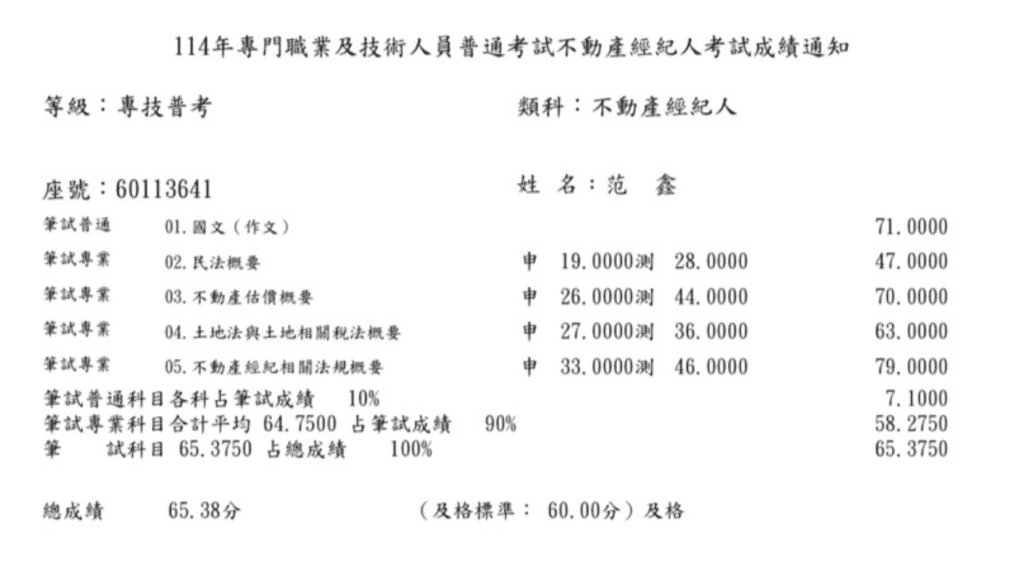 114年專門職業及技術人員普通考試不動產經紀人考試成績通知
等級：專技普考 類科：不動產經紀人
座號：60113641 姓 名：范 鑫
筆試普通 01.國文（作文） 71.0000
筆試專業 02.民法概要 申 19.0000測 28.0000 47.0000
筆試專業 03.不動產估價概要 申 26.0000測 44.0000 70.0000
筆試專業 04.土地法與土地相關稅法概要 申 27.0000測 36.0000 63.0000
筆試專業 05.不動產經紀相關法規概要 申 33.0000測 46.0000 79.0000
筆試普通科目各科占筆試成績 10% 7.1000
筆試專業科目合計平均 64.7500 占筆試成績 90% 58.2750
筆 試科目 65.3750 占總成績 100% 65.3750
總成績 65.38分 （及格標準： 60.00分）及格